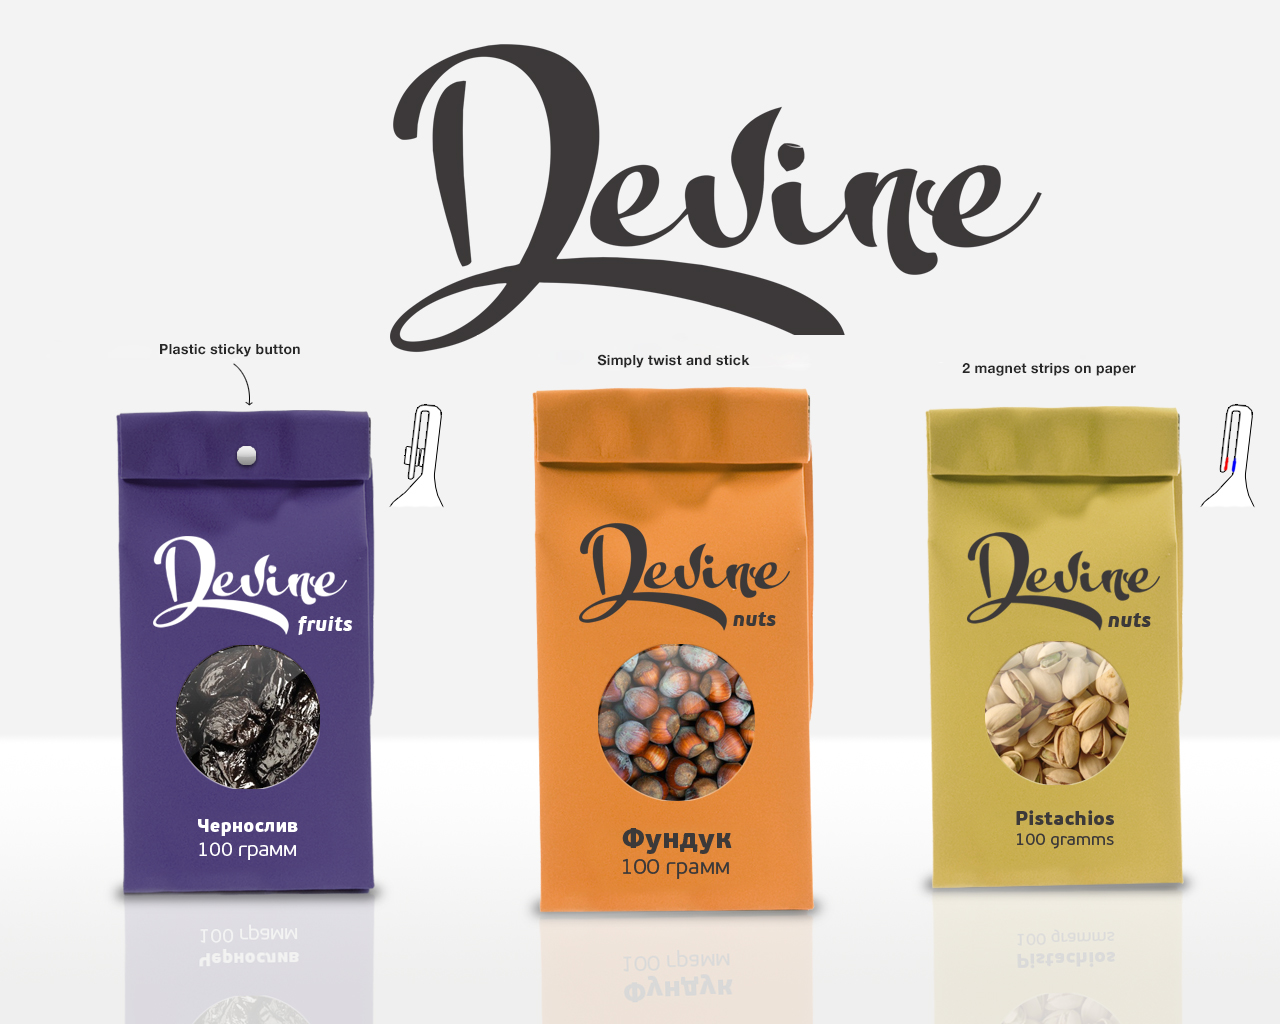 Devine
Plastic sticky button
Simply twist and stick
2 magnet strips on paper
Devine
fruits
Чернослив
100 грамм
Devine
nuts
Фундук
100 грамм
Devine
nuts
Pistachios
100 gramms